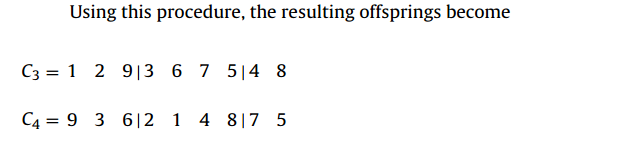 Using this procedure, the resulting offsprings become
C₃ = 1 2 9|3 6 7 5|4 8
C₄ = 9 3 6|2 1 4 8|7 5